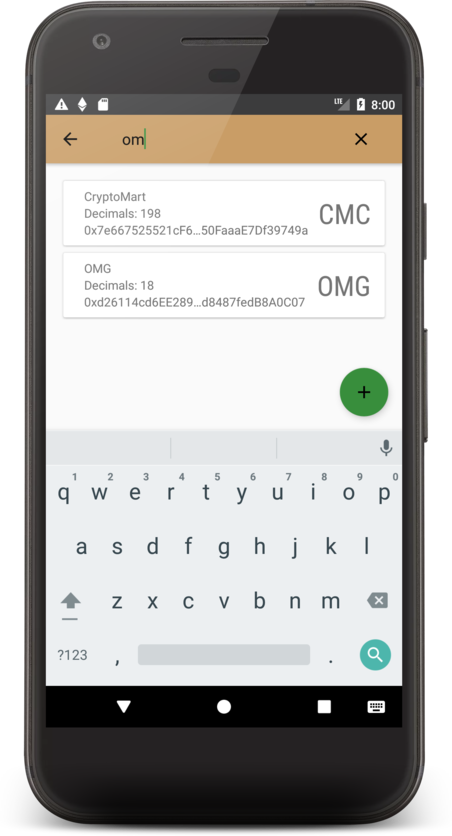 LTE 8:00
om
CryptoMart
Decimals: 198
0x7e667525521cF6...50FaaaE7Df39749a
CMC
OMG
Decimals: 18
0xd26114cd6EE289...d8487fedB8A0C07
OMG
1 2 3 4 5 6 7 8 9 0
q w e r t y u i o p
a s d f g h j k l
z x c v b n m
?123 , .